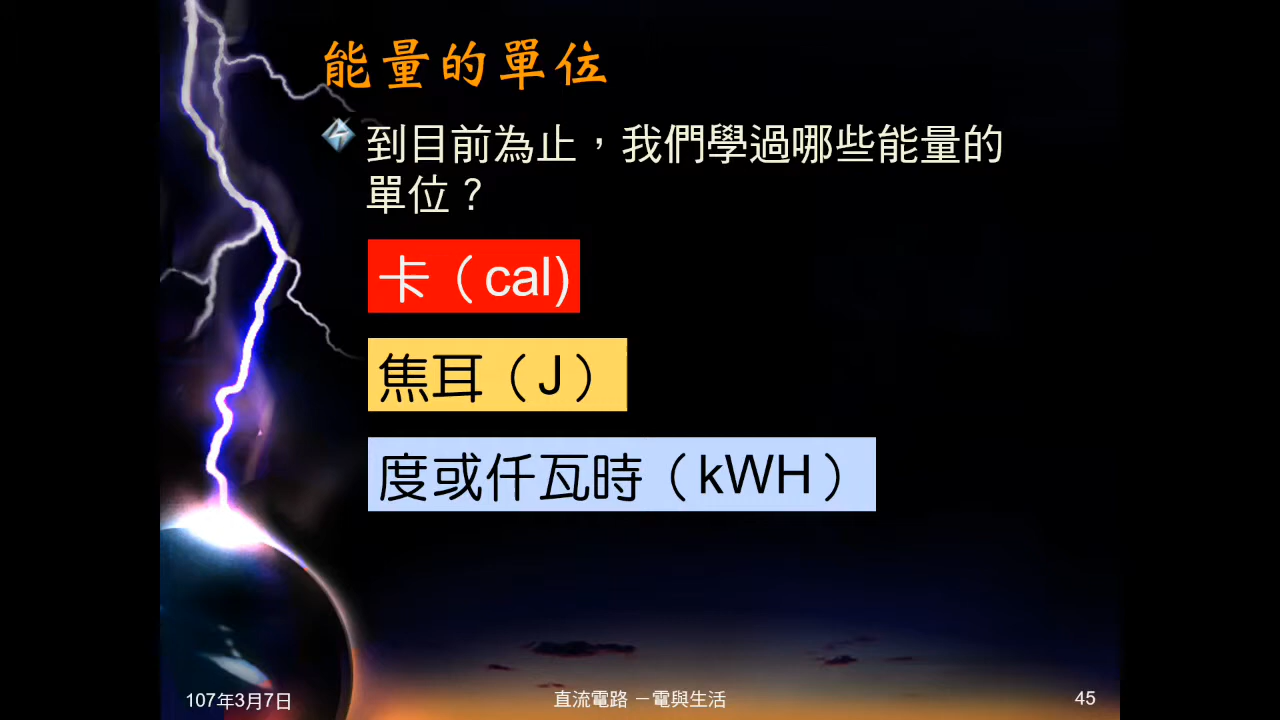 能量的單位
到目前為止，我們學過哪些能量的
單位？
卡（cal)
焦耳（J）
度或仟瓦時（kWH）
107年3月7日
直流電路 －電與生活
45